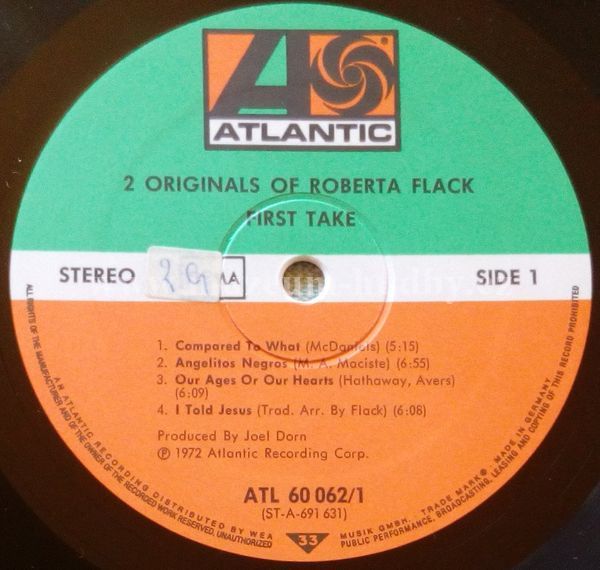 ATLANTIC
2 ORIGINALS OF ROBERTA FLACK
FIRST TAKE
STEREO
SIDE 1
1. Compared To What (McDaniels) (5:15)
2. Angelitos Negros (M. A. Maciste) (6:55)
3. Our Ages Or Our Hearts (Hathaway, Avers)
(6:09)
4. I Told Jesus (Trad. Arr. By Flack) (6:08)
Produced By Joel Dorn
Ⓟ 1972 Atlantic Recording Corp.
ATL 60 062/1
(ST-A-691 631)
33
ALL RIGHTS OF THE MANUFACTURER AND OF THE OWNER OF THE RECORDED WORK RESERVED, UNAUTHORIZED PUBLIC PERFORMANCE, BROADCASTING, LEASING AND COPYING OF THIS RECORD PROHIBITED
AN ATLANTIC RECORDING DISTRIBUTED BY WEA MUSIK GMBH. TRADE MARK® MADE IN GERMANY